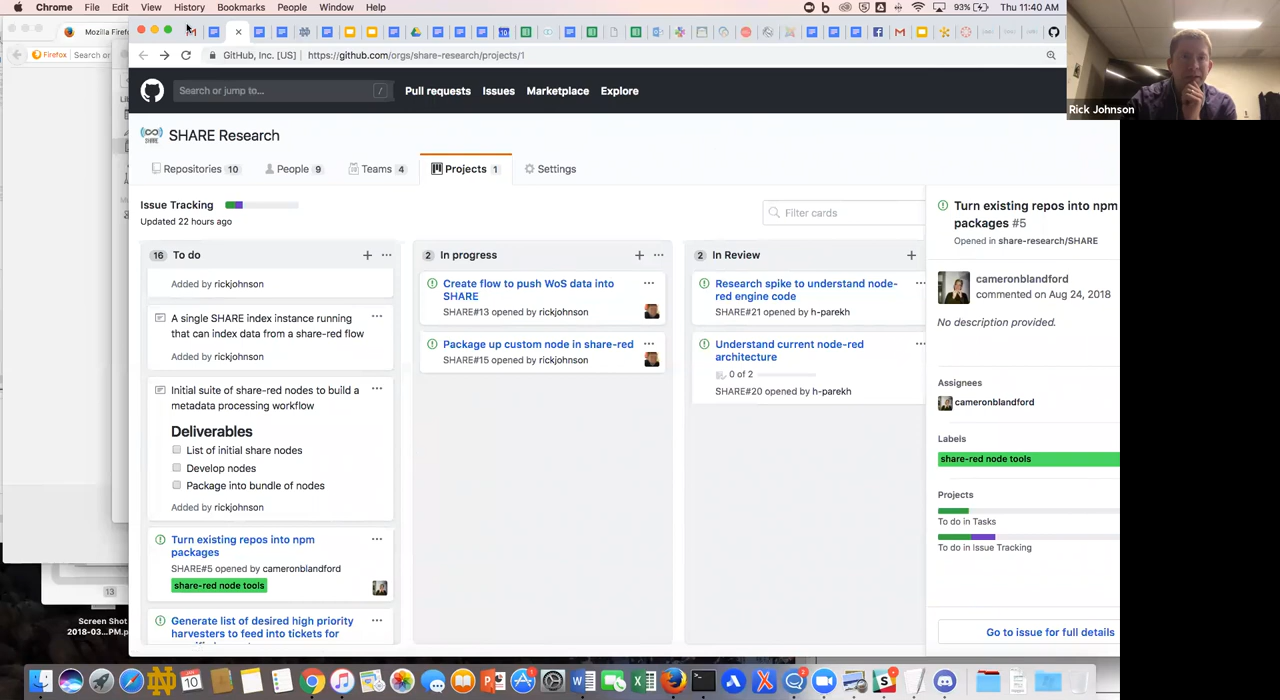 Chrome File Edit View History Bookmarks People Window Help
93% Thu 11:40 AM
Mozilla Firef
Firefox Search or
GitHub, Inc. [US] https://github.com/orgs/share-research/projects/1
Search or jump to... /
Pull requests Issues Marketplace Explore
Rick Johnson
SHARE Research
Repositories 10 People 9 Teams 4 Projects 1 Settings
Issue Tracking
Updated 22 hours ago
Filter cards
16 To do
Added by rickjohnson
A single SHARE index instance running
that can index data from a share-red flow
Added by rickjohnson
Initial suite of share-red nodes to build a
metadata processing workflow
Deliverables
List of initial share nodes
Develop nodes
Package into bundle of nodes
Added by rickjohnson
Turn existing repos into npm
packages
SHARE#5 opened by cameronblandford
share-red node tools
Generate list of desired high priority
harvesters to feed into tickets for
2 In progress
Create flow to push WoS data into
SHARE
SHARE#13 opened by rickjohnson
Package up custom node in share-red
SHARE#15 opened by rickjohnson
2 In Review
Research spike to understand node-
red engine code
SHARE#21 opened by h-parekh
Understand current node-red
architecture
0 of 2
SHARE#20 opened by h-parekh
Turn existing repos into npm
packages #5
Opened in share-research/SHARE
cameronblandford
commented on Aug 24, 2018
No description provided.
Assignees
cameronblandford
Labels
share-red node tools
Projects
To do in Tasks
To do in Issue Tracking
Go to issue for full details
13
Screen Shot
2018-03...PM.p